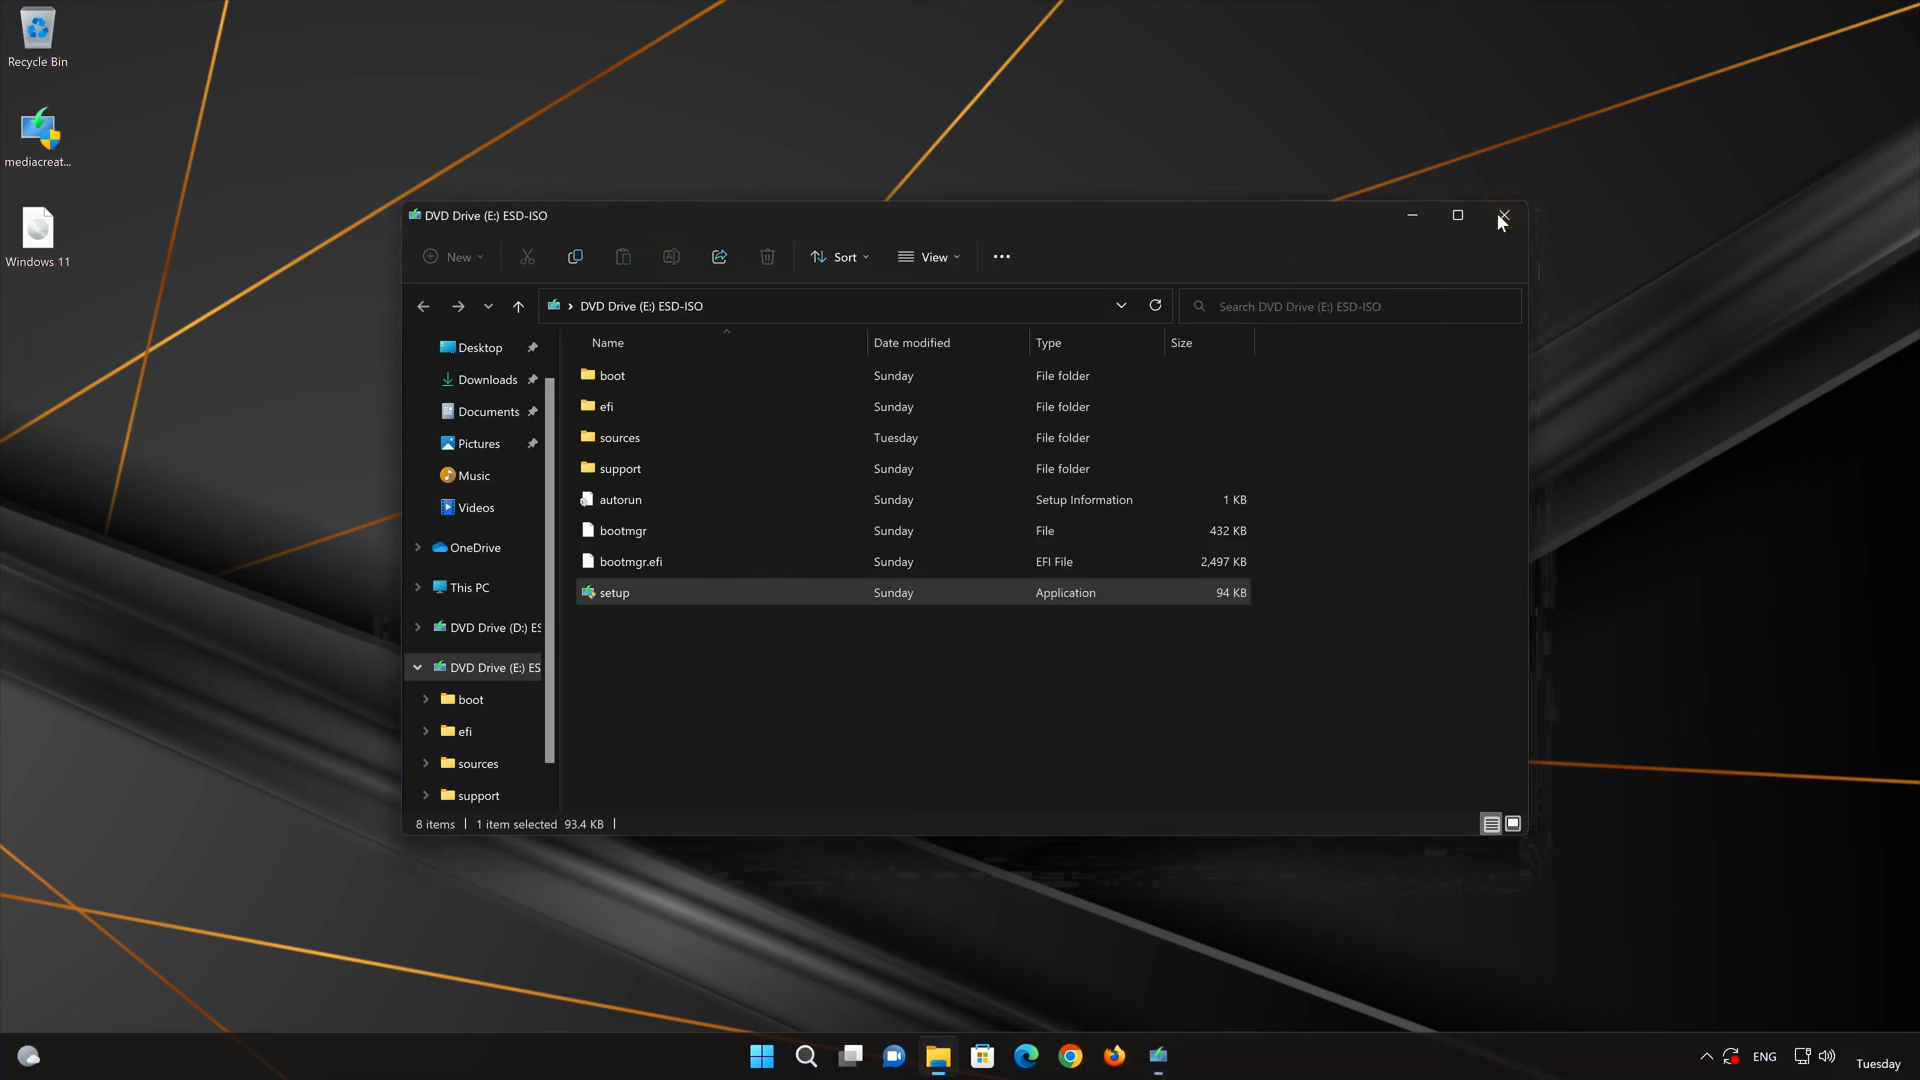 Recycle Bin
mediacreat...
Windows 11
DVD Drive (E:) ESD-ISO
New
Sort
View
DVD Drive (E:) ESD-ISO
Search DVD Drive (E:) ESD-ISO
Name Date modified Type Size
boot Sunday File folder
efi Sunday File folder
sources Tuesday File folder
support Sunday File folder
autorun Sunday Setup Information 1 KB
bootmgr Sunday File 432 KB
bootmgr.efi Sunday EFI File 2,497 KB
setup Sunday Application 94 KB
Desktop
Downloads
Documents
Pictures
Music
Videos
OneDrive
This PC
DVD Drive (D:) ES
DVD Drive (E:) ES
boot
efi
sources
support
8 items 1 item selected 93.4 KB
ENG
Tuesday